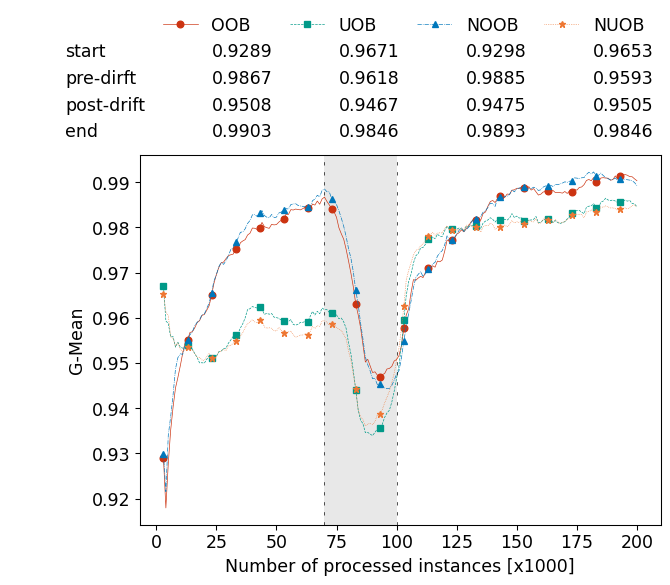 OOB UOB NOOB NUOB
start 0.9289 0.9671 0.9298 0.9653
pre-dirft 0.9867 0.9618 0.9885 0.9593
post-drift 0.9508 0.9467 0.9475 0.9505
end 0.9903 0.9846 0.9893 0.9846
0.99
0.98
0.97
0.96
0.95
0.94
0.93
0.92
G-Mean
0 25 50 75 100 125 150 175 200
Number of processed instances [x1000]